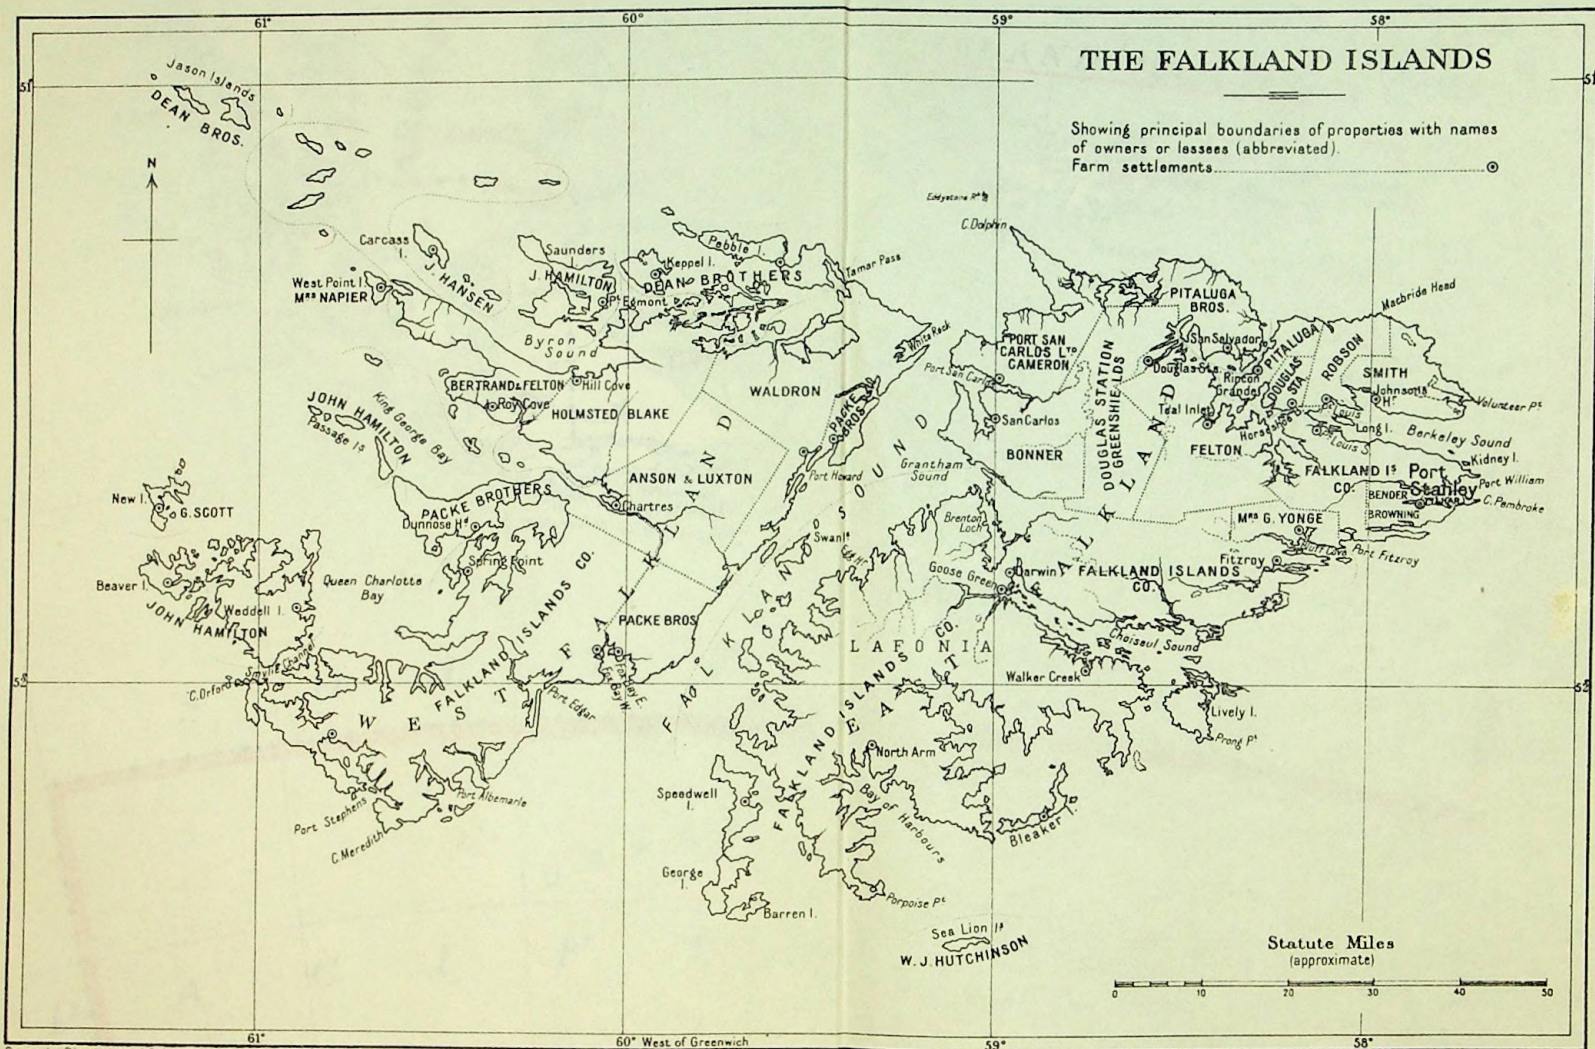 61°
60°
59°
58°
THE FALKLAND ISLANDS
Showing principal boundaries of properties with names
of owners or lessees (abbreviated).
Farm settlements
51°
51°
Jason Islands
DEAN BROS.
N
Carcass
I.
J. HANSEN
West Point I.
MRS NAPIER
Saunders
I.
J. HAMILTON
Keppel I.
Pebble I.
DEAN BROTHERS
Pt Egmont
Tamar Pass
Byron
Sound
White Rock
Eddystone Rk
C. Dolphin
PITALUGA
BROS.
Macbride Head
PORT SAN
CARLOS LTD
CAMERON
Port San Carlos
San Carlos
DOUGLAS STATION
GREENSHIELDS
Douglas Sta.
San Salvador
Rincon
Grande
PITALUGA
DOUGLAS
STA.
ROBSON
SMITH
Johnsons
Hr
Volunteer Pt
Teal Inlet
Horseshoe B.
Pt Louis
Pt Louis S.
Long I.
Berkeley Sound
BERTRAND & FELTON
Hill Cove
Roy Cove
HOLMSTED BLAKE
WALDRON
PACKE
BROS.
JOHN HAMILTON
Passage Is
King George Bay
ANSON & LUXTON
Port Howard
Grantham
Sound
BONNER
FELTON
FALKLAND IS
CO.
Port
Stanley
Kidney I.
Port William
C. Pembroke
BENDER
BROWNING
New I.
G. SCOTT
PACKE BROTHERS
Dunnose Hd
Chartres
Spring Point
Swan Is
Brenton
Loch
MRS G. YONGE
Bluff Cove
Port Fitzroy
Fitzroy
Beaver I.
JOHN HAMILTON
Weddell I.
Queen Charlotte
Bay
FALKLAND ISLANDS CO.
PACKE BROS
Goose Green
Darwin
FALKLAND ISLANDS
CO.
LAFONIA
Choiseul Sound
Walker Creek
Lively I.
Prong Pt
Smylie Channel
C. Orford
52°
52°
WEST FALKLAND
Port Edgar
Fox Bay E.
Fox Bay W.
FALKLAND SOUND
EAST FALKLAND
FALKLAND ISLANDS CO.
North Arm
Port Stephens
Port Albemarle
C. Meredith
Speedwell
I.
Bay of Harbours
Bleaker I.
George
I.
Barren I.
Porpoise Pt
Sea Lion Is
W. J. HUTCHINSON
Statute Miles
(approximate)
0 10 20 30 40 50
61°
60° West of Greenwich
59°
58°